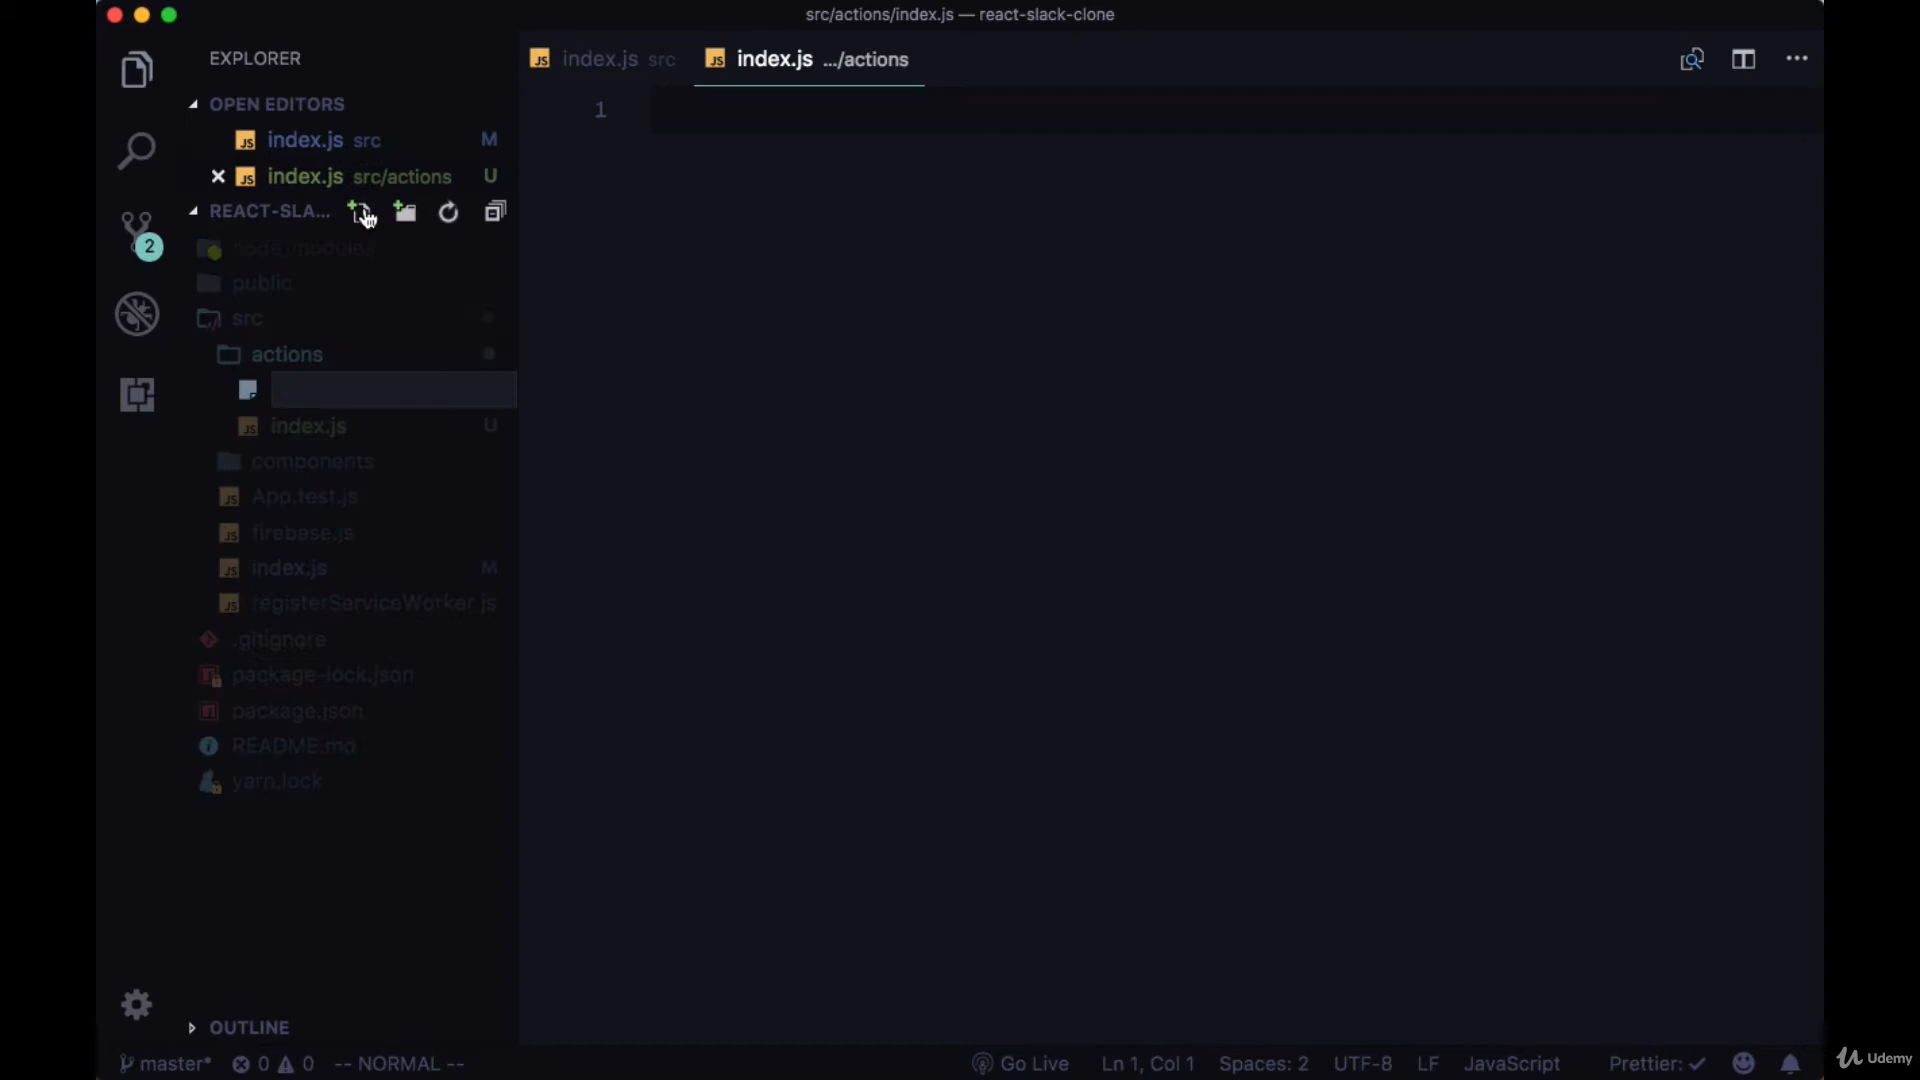 src/actions/index.js — react-slack-clone
EXPLORER
OPEN EDITORS
index.js src M
index.js src/actions U
REACT-SLA...
node_modules
public
src
actions
index.js U
components
App.test.js
firebase.js
index.js M
registerServiceWorker.js
.gitignore
package-lock.json
package.json
README.md
yarn.lock
OUTLINE
2
index.js src
index.js .../actions
1
master* 0 0 -- NORMAL --
Go Live Ln 1, Col 1 Spaces: 2 UTF-8 LF JavaScript Prettier: ✓
Udemy